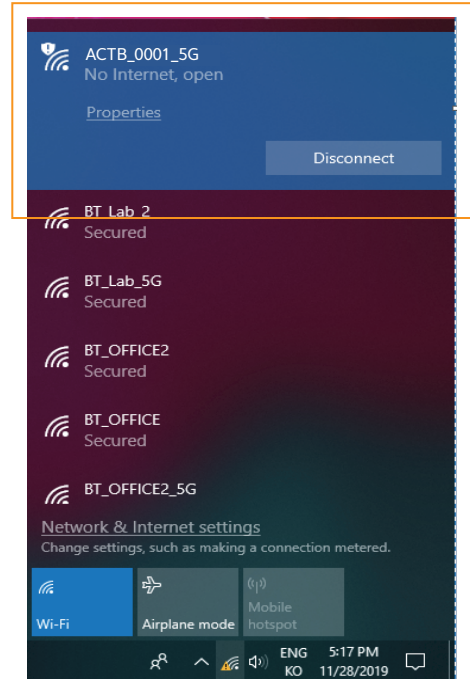 ACTB_0001_5G
No Internet, open
Properties
Disconnect
BT_Lab_2
Secured
BT_Lab_5G
Secured
BT_OFFICE2
Secured
BT_OFFICE
Secured
BT_OFFICE2_5G
Network & Internet settings
Change settings, such as making a connection metered.
Wi-Fi
Airplane mode
Mobile
hotspot
ENG
KO
5:17 PM
11/28/2019